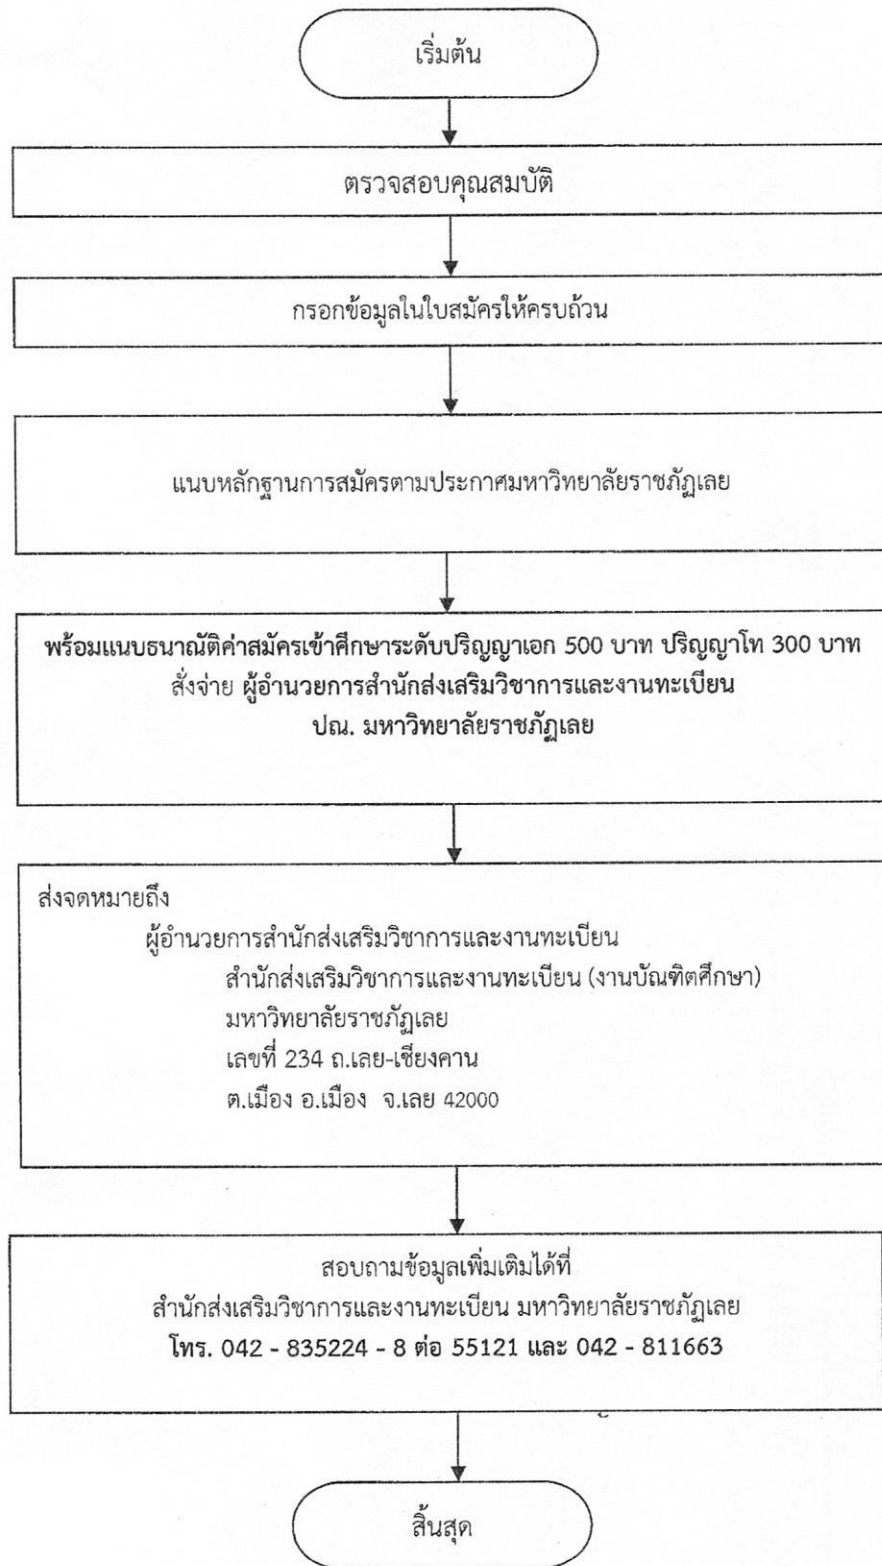 เริ่มต้น
ตรวจสอบคุณสมบัติ
กรอกข้อมูลในใบสมัครให้ครบถ้วน
แนบหลักฐานการสมัครตามประกาศมหาวิทยาลัยราชภัฏเลย
พร้อมแนบธนาณัติค่าสมัครเข้าศึกษาระดับปริญญาเอก 500 บาท ปริญญาโท 300 บาท
สั่งจ่าย ผู้อำนวยการสำนักส่งเสริมวิชาการและงานทะเบียน
ปณ. มหาวิทยาลัยราชภัฏเลย
ส่งจดหมายถึง
ผู้อำนวยการสำนักส่งเสริมวิชาการและงานทะเบียน
สำนักส่งเสริมวิชาการและงานทะเบียน (งานบัณฑิตศึกษา)
มหาวิทยาลัยราชภัฏเลย
เลขที่ 234 ถ.เลย-เชียงคาน
ต.เมือง อ.เมือง จ.เลย 42000
สอบถามข้อมูลเพิ่มเติมได้ที่
สำนักส่งเสริมวิชาการและงานทะเบียน มหาวิทยาลัยราชภัฏเลย
โทร. 042 - 835224 - 8 ต่อ 55121 และ 042 - 811663
สิ้นสุด